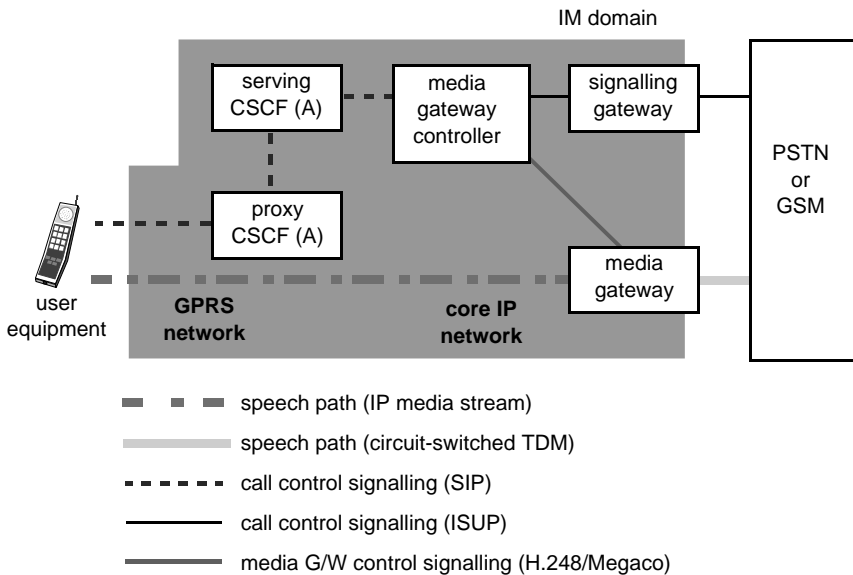 IM domain
serving
CSCF (A)
media
gateway
controller
signalling
gateway
PSTN
or
GSM
proxy
CSCF (A)
media
gateway
user
equipment
GPRS
network
core IP
network
speech path (IP media stream)
speech path (circuit-switched TDM)
call control signalling (SIP)
call control signalling (ISUP)
media G/W control signalling (H.248/Megaco)